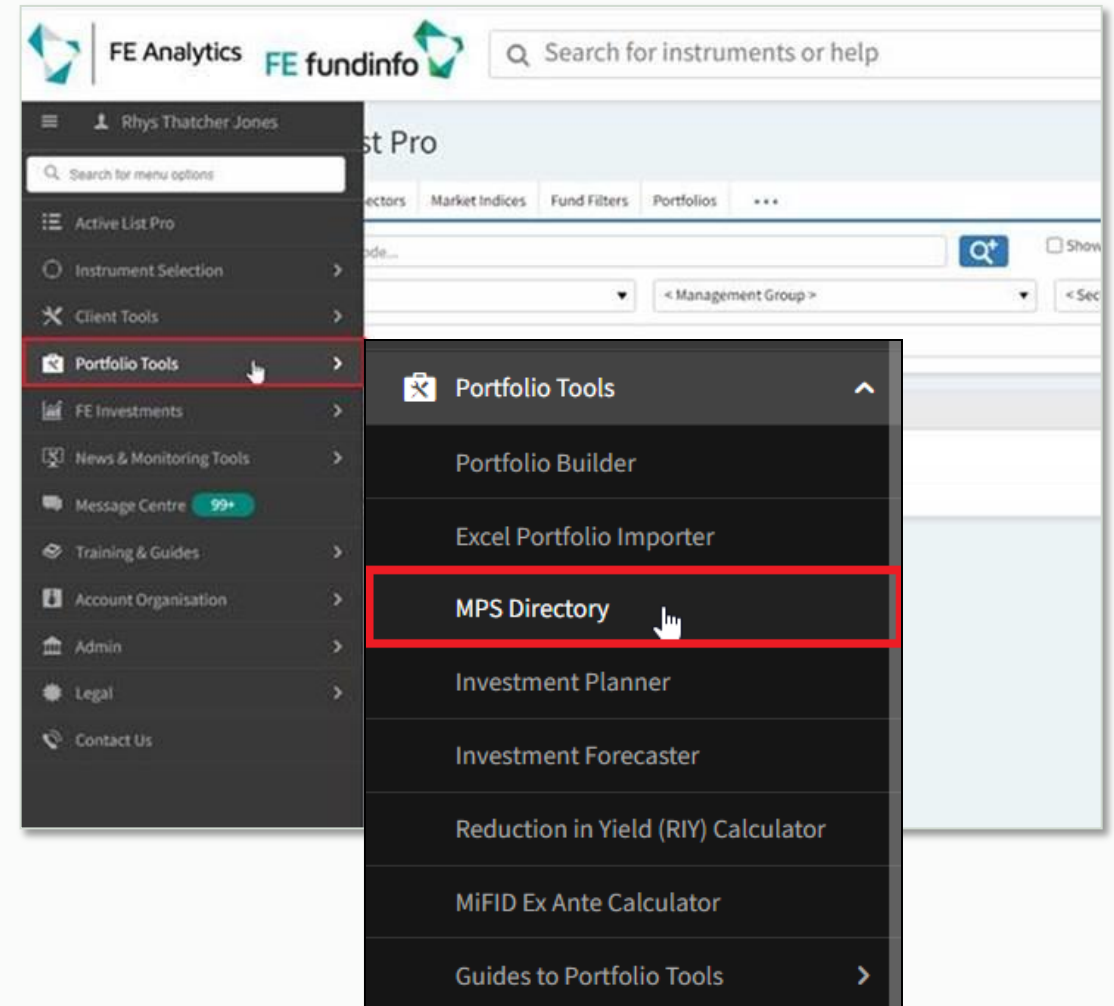 FE Analytics
FE fundinfo
Search for instruments or help
Rhys Thatcher Jones
st Pro
Search for menu options
ectors Market Indices Fund Filters Portfolios ...
Active List Pro
ode...
Show
Instrument Selection
< Management Group >
< Sec
Client Tools
Portfolio Tools
FE Investments
News & Monitoring Tools
Message Centre 99+
Training & Guides
Account Organisation
Admin
Legal
Contact Us
Portfolio Tools
Portfolio Builder
Excel Portfolio Importer
MPS Directory
Investment Planner
Investment Forecaster
Reduction in Yield (RIY) Calculator
MiFID Ex Ante Calculator
Guides to Portfolio Tools